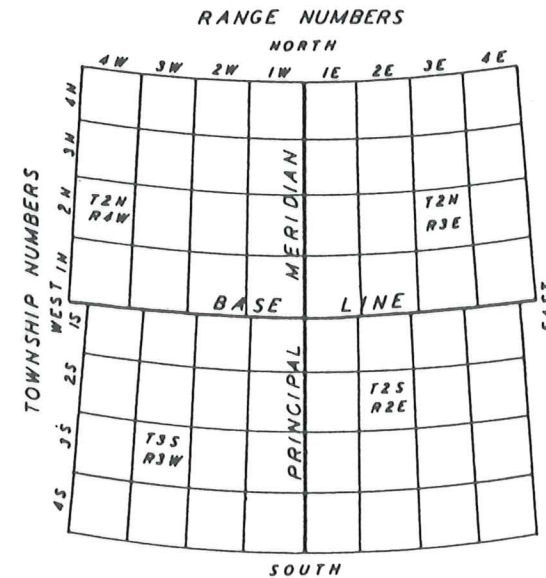 RANGE NUMBERS
NORTH
4W 3W 2W 1W 1E 2E 3E 4E
4N
3N
2N
1N
TOWNSHIP NUMBERS
WEST
MERIDIAN
T2N
R4W
T2N
R3E
BASE LINE
EAST
1S
2S
3S
4S
PRINCIPAL
T2S
R2E
T3S
R3W
SOUTH